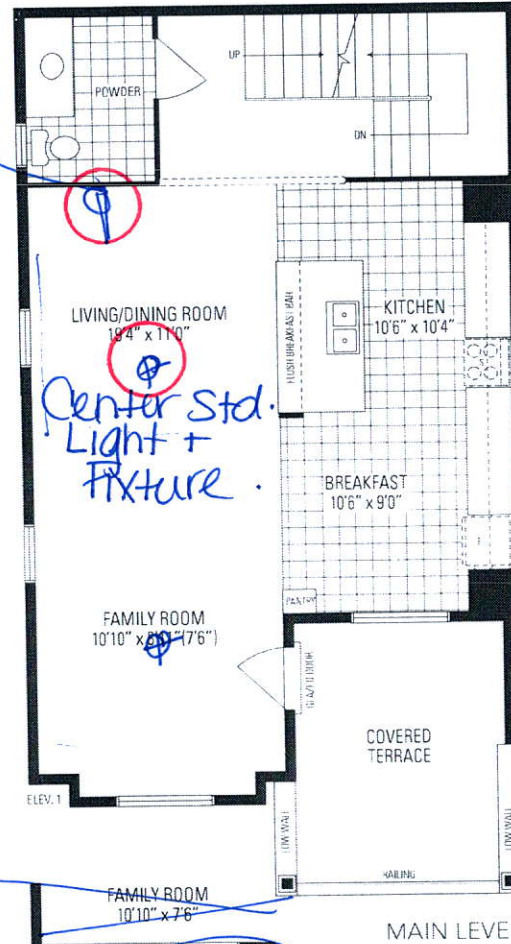 UP
POWDER
DN
LIVING/DINING ROOM
19'4" x 11'0"
FLUSH BREAKFAST BAR
KITCHEN
10'6" x 10'4"
Center Std.
Light +
Fixture.
BREAKFAST
10'6" x 9'0"
PANTRY
FAMILY ROOM
10'10" x (7'6")
GLAZED DOOR
COVERED
TERRACE
ELEV. 1
LOW WALL
LOW WALL
RAILING
FAMILY ROOM
10'10" x 7'6"
MAIN LEVE